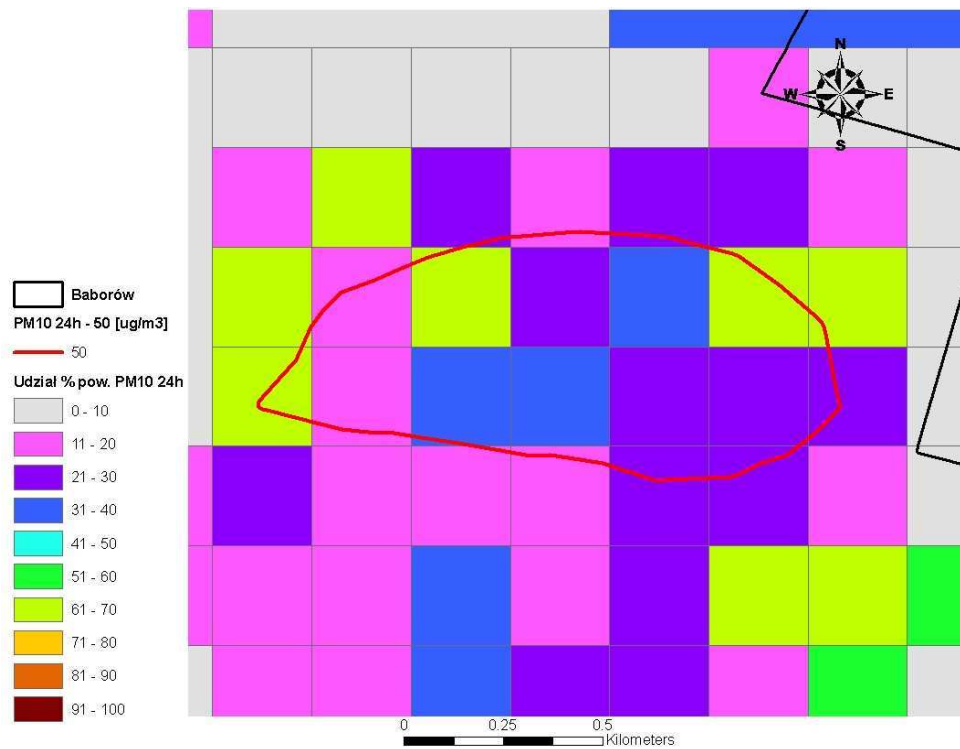 N
W E
S
Baborów
PM10 24h - 50 [ug/m3]
50
Udział % pow. PM10 24h
0 - 10
11 - 20
21 - 30
31 - 40
41 - 50
51 - 60
61 - 70
71 - 80
81 - 90
91 - 100
0 0.25 0.5
Kilometers